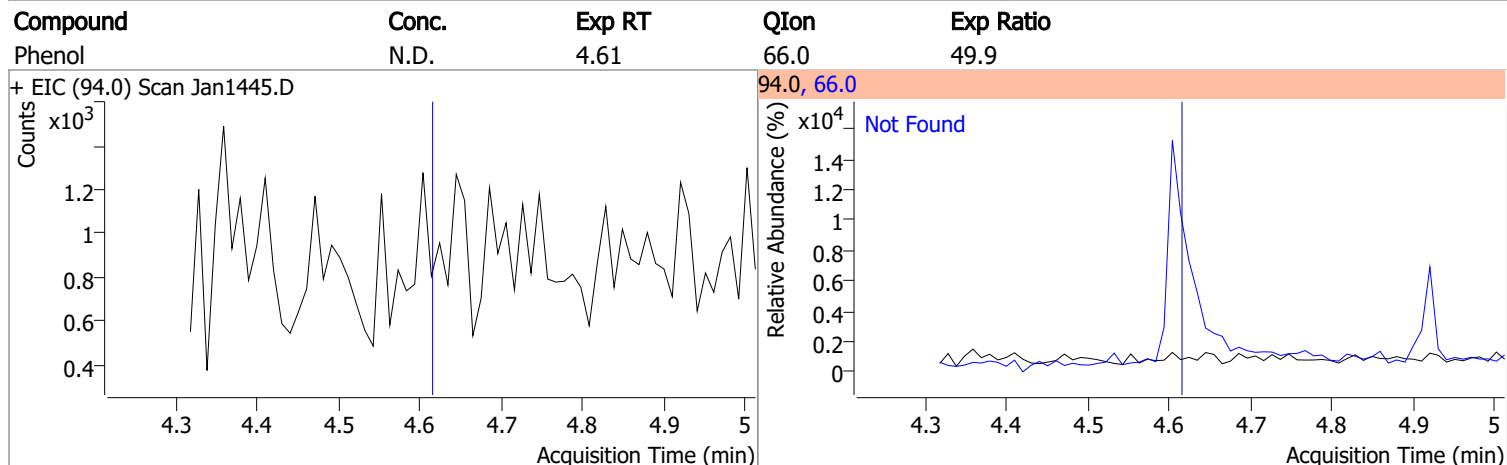 Compound Conc. Exp RT QIon Exp Ratio
Phenol N.D. 4.61 66.0 49.9
+ EIC (94.0) Scan Jan1445.D
Counts
x10³
1.2
1
0.8
0.6
0.4
4.3 4.4 4.5 4.6 4.7 4.8 4.9 5
Acquisition Time (min)
94.0, 66.0
Relative Abundance (%)
x10⁴
Not Found
1.4
1.2
1
0.8
0.6
0.4
0.2
0
4.3 4.4 4.5 4.6 4.7 4.8 4.9 5
Acquisition Time (min)